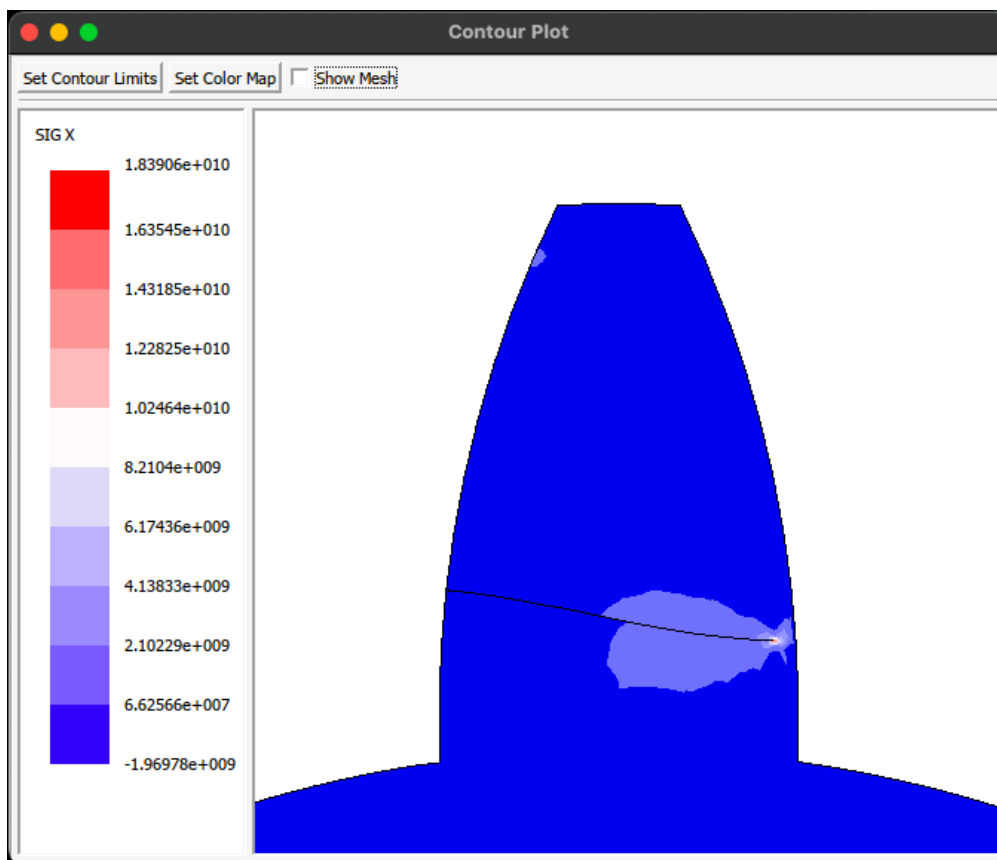 Contour Plot
Set Contour Limits Set Color Map Show Mesh
SIG X
1.83906e+010
1.63545e+010
1.43185e+010
1.22825e+010
1.02464e+010
8.2104e+009
6.17436e+009
4.13833e+009
2.10229e+009
6.62566e+007
-1.96978e+009